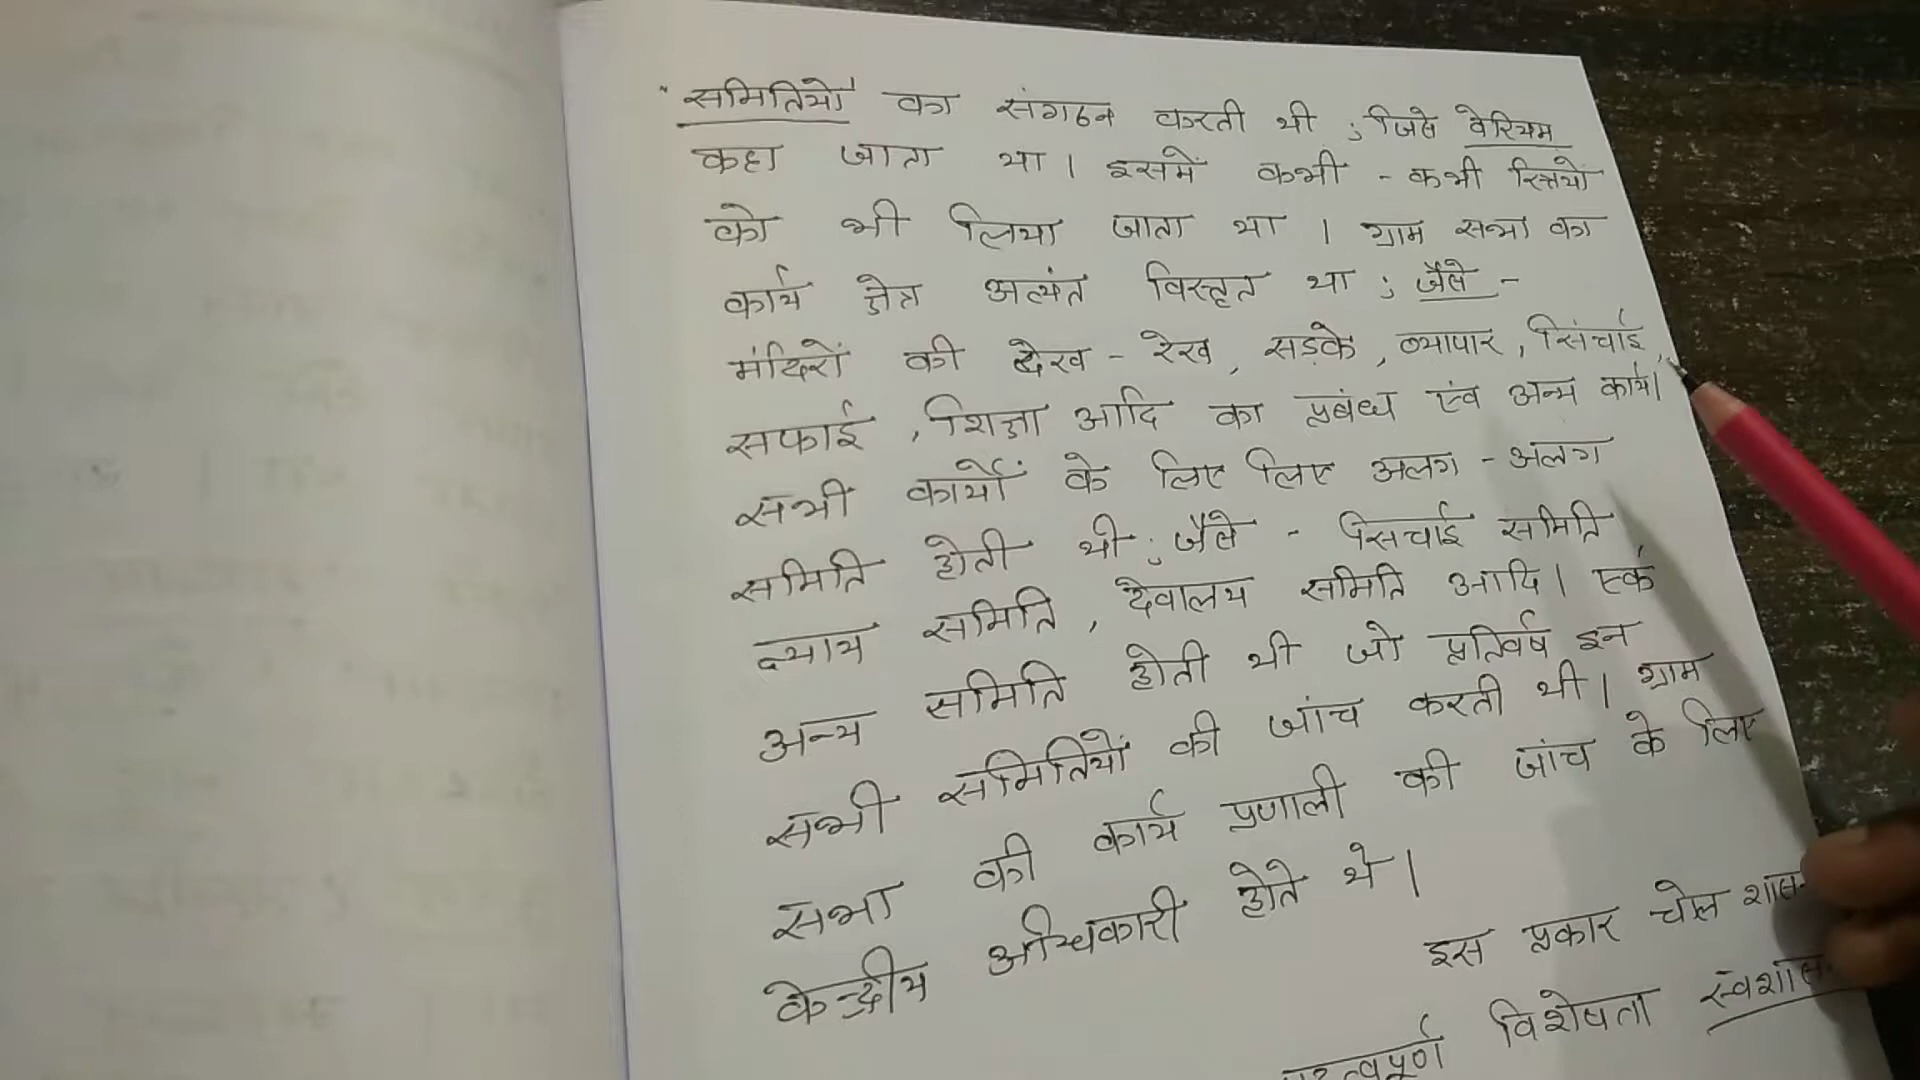 "समितियों' का संगठन करती थी ; जिसे वेरियम
कहा जाता था । इसमें कभी - कभी स्त्रियों
को भी लिया जाता था । ग्राम सभा का
कार्य क्षेत्र अत्यंत विस्तृत था ; जैसे -
मंदिरों की देख - रेख, सड़के, व्यापार, सिंचाई,
सफाई, शिक्षा आदि का प्रबंध एंव अन्य कार्य।
सभी कार्यों के लिए लिए अलग - अलग
समिति होती थी ; जैसे - सिचाई समिति
न्याय समिति, देवालय समिति आदि। एक
अन्य समिति होती थी जो प्रतिवर्ष इन
सभी समितियों की जांच करती थी। ग्राम
सभा की कार्य प्रणाली की जांच के लिए
केन्द्रीय अधिकारी होते थे।
इस प्रकार चोल
विशेषता